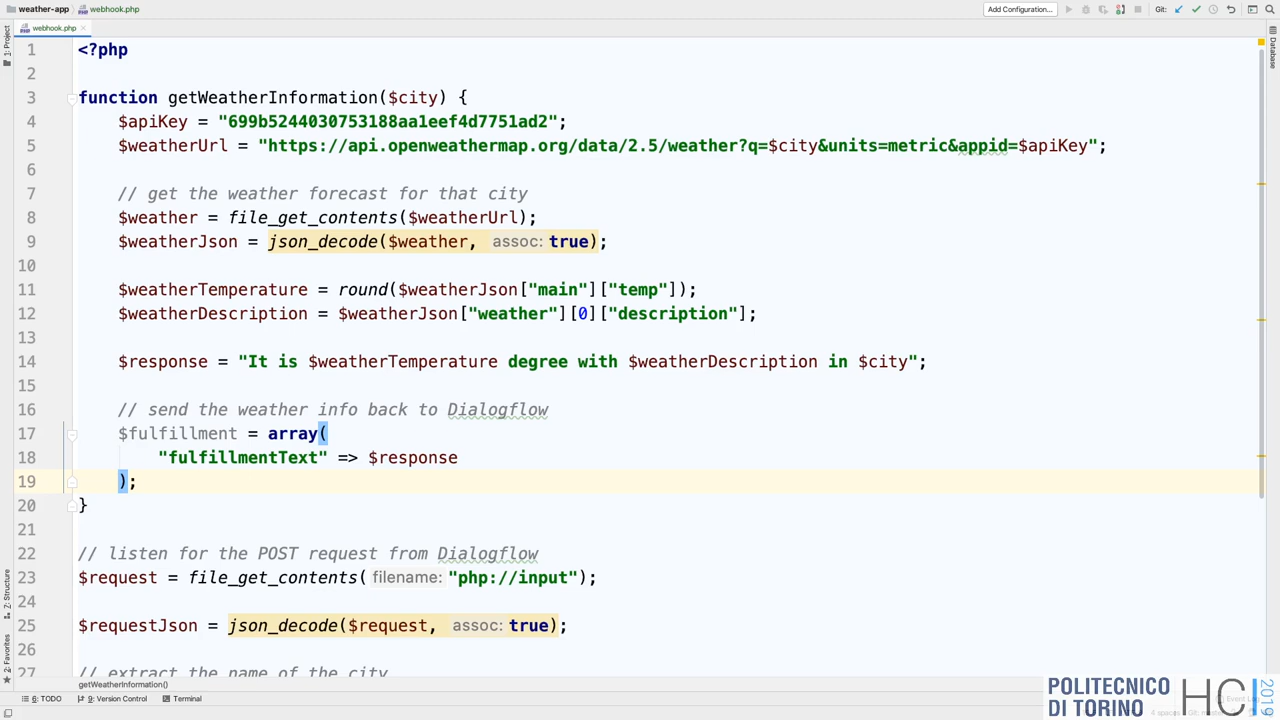 weather-app
webhook.php
Add Configuration...
Git:
webhook.php
1: Project
Database
1 <?php
2
3 function getWeatherInformation($city) {
4 $apiKey = "699b5244030753188aa1eef4d7751ad2";
5 $weatherUrl = "https://api.openweathermap.org/data/2.5/weather?q=$city&units=metric&appid=$apiKey";
6
7 // get the weather forecast for that city
8 $weather = file_get_contents($weatherUrl);
9 $weatherJson = json_decode($weather, assoc: true);
10
11 $weatherTemperature = round($weatherJson["main"]["temp"]);
12 $weatherDescription = $weatherJson["weather"][0]["description"];
13
14 $response = "It is $weatherTemperature degree with $weatherDescription in $city";
15
16 // send the weather info back to Dialogflow
17 $fulfillment = array(
18 "fulfillmentText" => $response
19 );
20 }
21
22 // listen for the POST request from Dialogflow
23 $request = file_get_contents( filename: "php://input");
24
25 $requestJson = json_decode($request, assoc: true);
26
27 // extract the name of the city
Z: Structure
2: Favorites
getWeatherInformation()
6: TODO
9: Version Control
Terminal
POLITECNICO
DI TORINO
HCI
2019